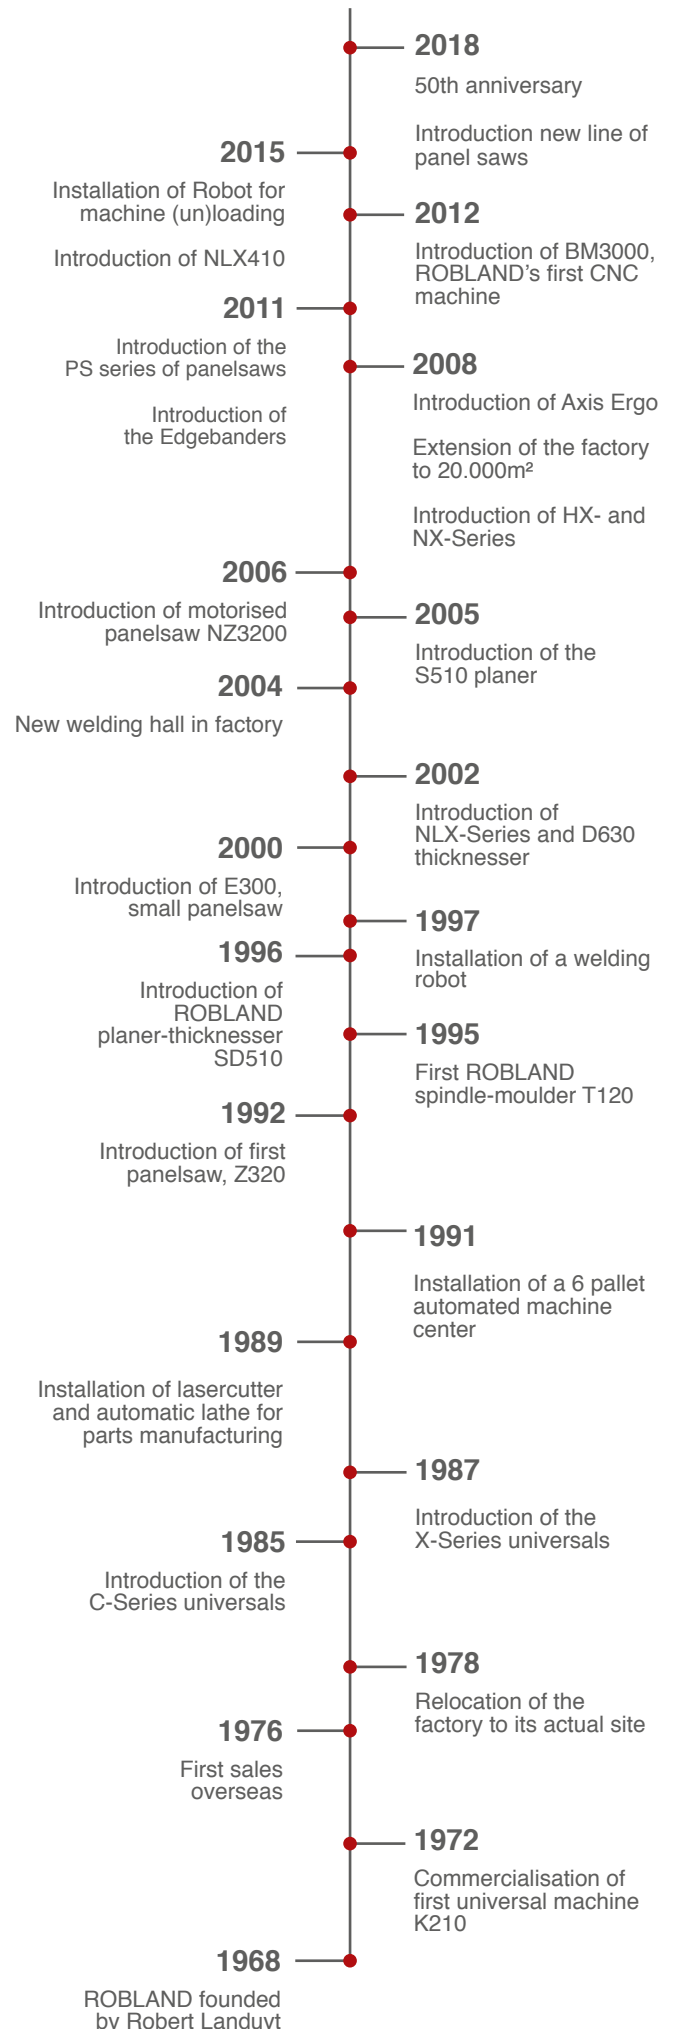 2018
50th anniversary
Introduction new line of
panel saws
2015
Installation of Robot for
machine (un)loading
Introduction of NLX410
2012
Introduction of BM3000,
ROBLAND's first CNC
machine
2011
Introduction of the
PS series of panelsaws
Introduction of
the Edgebanders
2008
Introduction of Axis Ergo
Extension of the factory
to 20.000m²
Introduction of HX- and
NX-Series
2006
Introduction of motorised
panelsaw NZ3200
2005
Introduction of the
S510 planer
2004
New welding hall in factory
2002
Introduction of
NLX-Series and D630
thicknesser
2000
Introduction of E300,
small panelsaw
1997
Installation of a welding
robot
1996
Introduction of
ROBLAND
planer-thicknesser
SD510
1995
First ROBLAND
spindle-moulder T120
1992
Introduction of first
panelsaw, Z320
1991
Installation of a 6 pallet
automated machine
center
1989
Installation of lasercutter
and automatic lathe for
parts manufacturing
1987
Introduction of the
X-Series universals
1985
Introduction of the
C-Series universals
1978
Relocation of the
factory to its actual site
1976
First sales
overseas
1972
Commercialisation of
first universal machine
K210
1968
ROBLAND founded
by Robert Landuyt